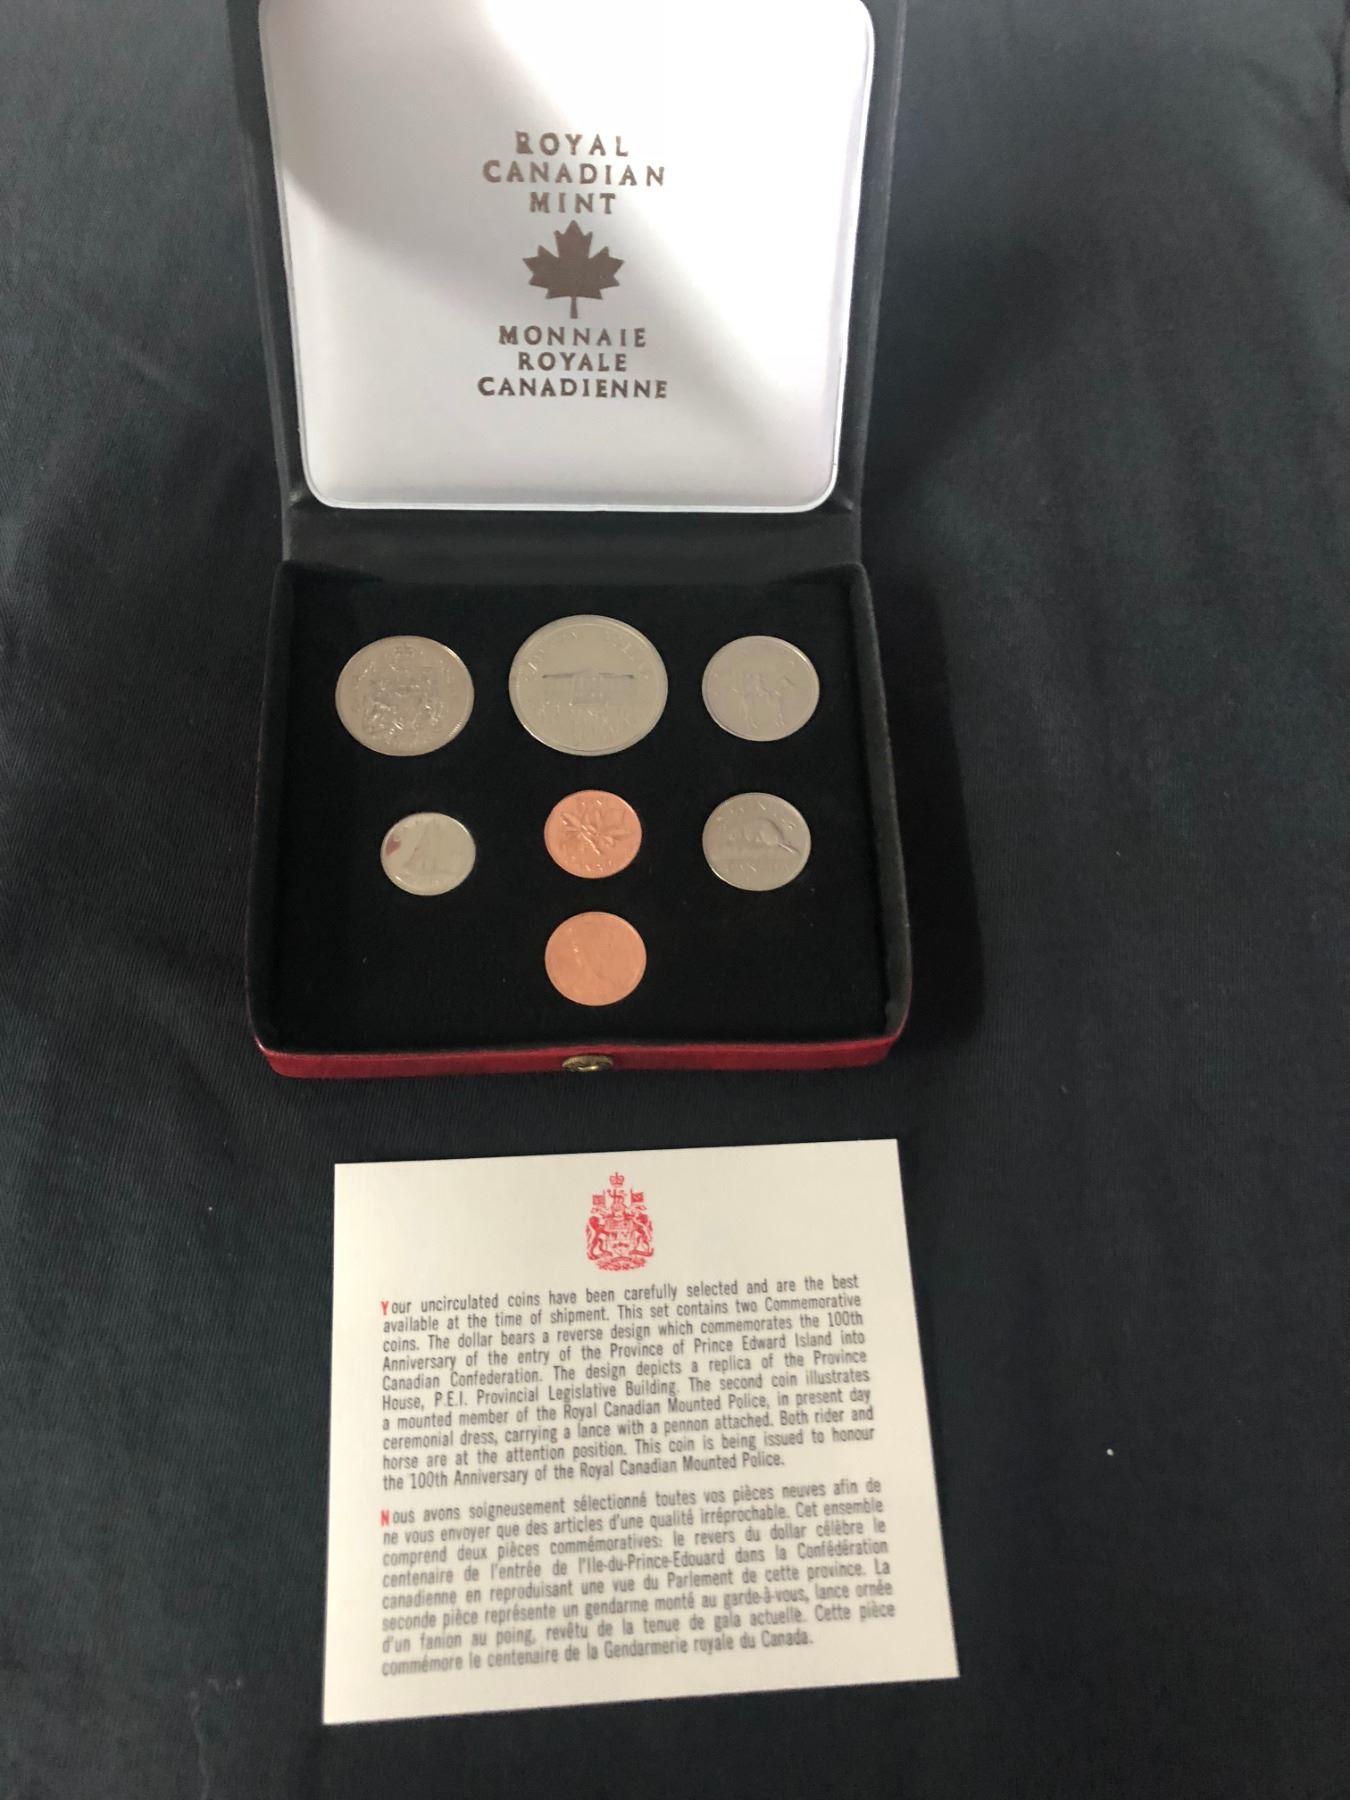 ROYAL
CANADIAN
MINT
MONNAIE
ROYALE
CANADIENNE
Your uncirculated coins have been carefully selected and are the best
available at the time of shipment. This set contains two Commemorative
coins. The dollar bears a reverse design which commemorates the 100th
Anniversary of the entry of the Province of Prince Edward Island into
Canadian Confederation. The design depicts a replica of the Province
House, P.E.I. Provincial Legislative Building. The second coin illustrates
a mounted member of the Royal Canadian Mounted Police, in present day
ceremonial dress, carrying a lance with a pennon attached. Both rider and
horse are at the attention position. This coin is being issued to honour
the 100th Anniversary of the Royal Canadian Mounted Police.
Nous avons soigneusement sélectionné toutes vos pièces neuves afin de
ne vous envoyer que des articles d'une qualité irréprochable. Cet ensemble
comprend deux pièces commémoratives: le revers du dollar célèbre le
centenaire de l'entrée de l'Ile-du-Prince-Edouard dans la Confédération
canadienne en reproduisant une vue du Parlement de cette province. La
seconde pièce représente un gendarme monté au garde-à-vous, lance ornée
d'un fanion au poing, revêtu de la tenue de gala actuelle. Cette pièce
commémore le centenaire de la Gendarmerie royale du Canada.